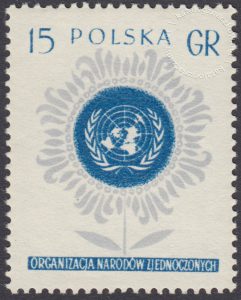 15 POLSKA GR
ORGANIZACJA NARODÓW ZJEDNOCZONYCH